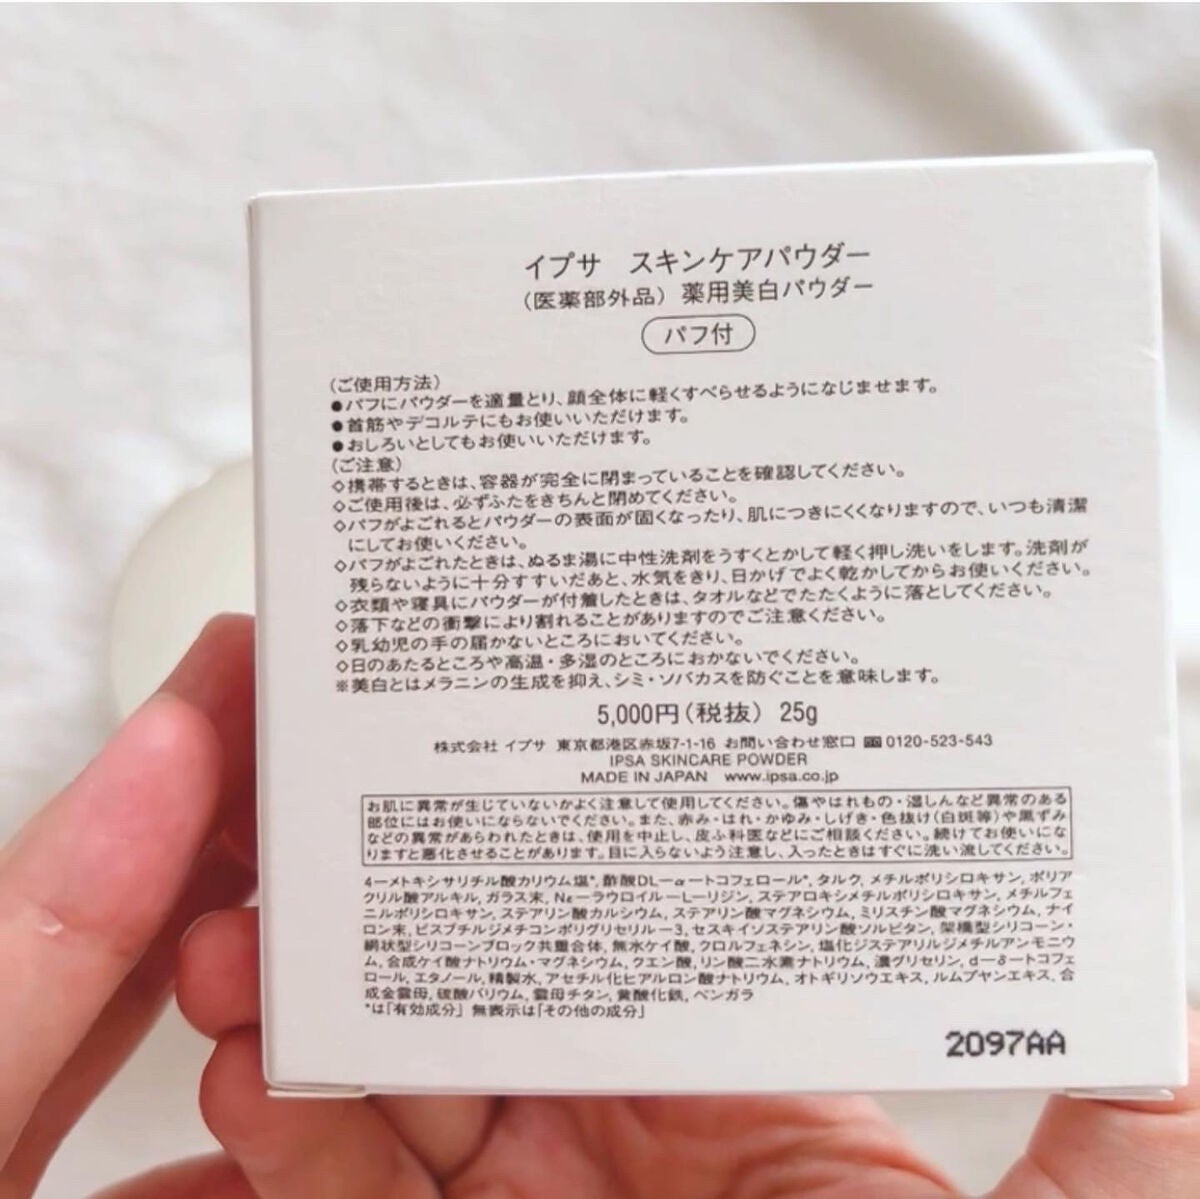 イプサ　スキンケアパウダー
（医薬部外品）薬用美白パウダー
パフ付
（ご使用方法）
●パフにパウダーを適量とり、顔全体に軽くすべらせるようになじませます。
●首筋やデコルテにもお使いいただけます。
●おしろいとしてもお使いいただけます。
（ご注意）
◇携帯するときは、容器が完全に閉まっていることを確認してください。
◇ご使用後は、必ずふたをきちんと閉めてください。
◇パフがよごれるとパウダーの表面が固くなったり、肌につきにくくなりますので、いつも清潔
にしてお使いください。
◇パフがよごれたときは、ぬるま湯に中性洗剤をうすくとかして軽く押し洗いをします。洗剤が
残らないように十分すすいだあと、水気をきり、日かげでよく乾かしてからお使いください。
◇衣類や寝具にパウダーが付着したときは、タオルなどでたたくように落としてください。
◇落下などの衝撃により割れることがありますのでご注意ください。
◇乳幼児の手の届かないところにおいてください。
◇日のあたるところや高温・多湿のところにおかないでください。
※美白とはメラニンの生成を抑え、シミ・ソバカスを防ぐことを意味します。
5,000円（税抜） 25g
株式会社 イプサ 東京都港区赤坂7-1-16 お問い合わせ窓口 0120-523-543
IPSA SKINCARE POWDER
MADE IN JAPAN www.ipsa.co.jp
お肌に異常が生じていないかよく注意して使用してください。傷やはれもの・湿しんなど異常のある
部位にはお使いにならないでください。また、赤み・はれ・かゆみ・しげき・色抜け（白斑等）や黒ずみ
などの異常があらわれたときは、使用を中止し、皮ふ科医などにご相談ください。続けてお使いにな
りますと悪化させることがあります。目に入らないよう注意し、入ったときはすぐに洗い流してください。
4−メトキシサリチル酸カリウム塩*、酢酸DL−α−トコフェロール*、タルク、メチルポリシロキサン、ポリア
クリル酸アルキル、ガラス末、Nε−ラウロイル−L−リジン、ステアロキシメチルポリシロキサン、メチルフェ
ニルポリシロキサン、ステアリン酸カルシウム、ステアリン酸マグネシウム、ミリスチン酸マグネシウム、ナイ
ロン末、ビスブチルジメチコンポリグリセリル−3、セスキイソステアリン酸ソルビタン、架橋型シリコーン・
網状型シリコーンブロック共重合体、無水ケイ酸、クロルフェネシン、塩化ジステアリルジメチルアンモニウ
ム、合成ケイ酸ナトリウム・マグネシウム、クエン酸、リン酸二水素ナトリウム、濃グリセリン、d−δ−トコフェ
ロール、エタノール、精製水、アセチル化ヒアルロン酸ナトリウム、オトギリソウエキス、ルムプヤンエキス、合
成金雲母、硫酸バリウム、雲母チタン、黄酸化鉄、ベンガラ
*は「有効成分」 無表示は「その他の成分」
2097AA